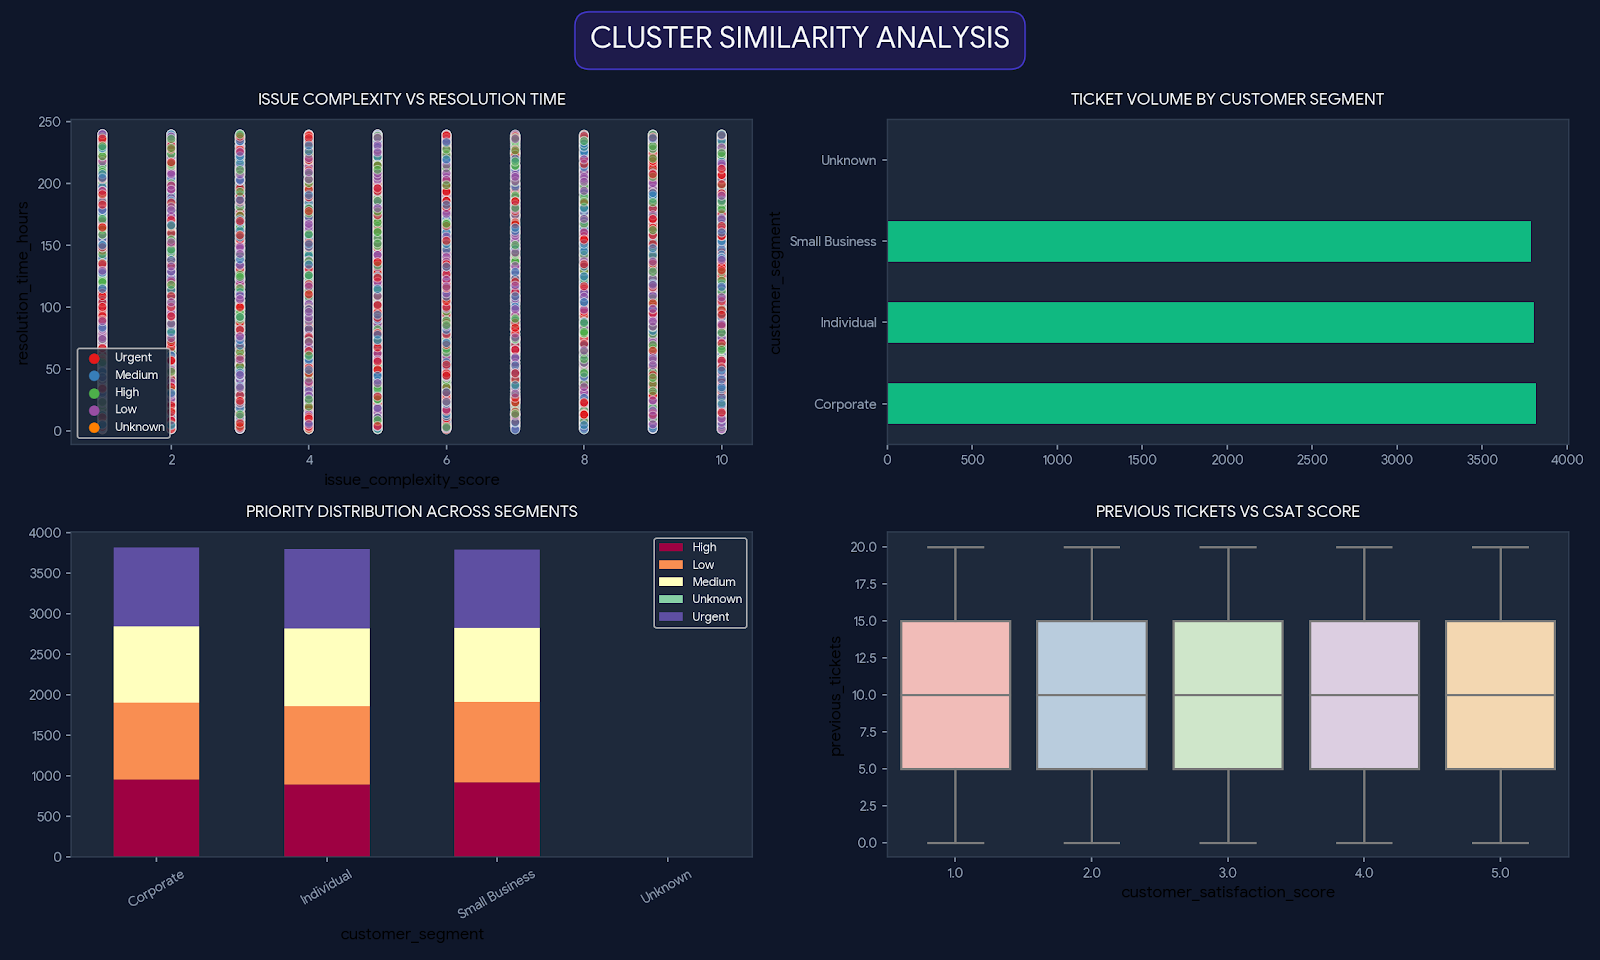 CLUSTER SIMILARITY ANALYSIS
ISSUE COMPLEXITY VS RESOLUTION TIME
resolution_time_hours
250
200
150
100
50
0
Urgent
Medium
High
Low
Unknown
2
4
6
8
10
issue_complexity_score
TICKET VOLUME BY CUSTOMER SEGMENT
customer_segment
Unknown
Small Business
Individual
Corporate
0
500
1000
1500
2000
2500
3000
3500
4000
PRIORITY DISTRIBUTION ACROSS SEGMENTS
4000
3500
3000
2500
2000
1500
1000
500
0
High
Low
Medium
Unknown
Urgent
Corporate
Individual
Small Business
Unknown
customer_segment
PREVIOUS TICKETS VS CSAT SCORE
previous_tickets
20.0
17.5
15.0
12.5
10.0
7.5
5.0
2.5
0.0
1.0
2.0
3.0
4.0
5.0
customer_satisfaction_score